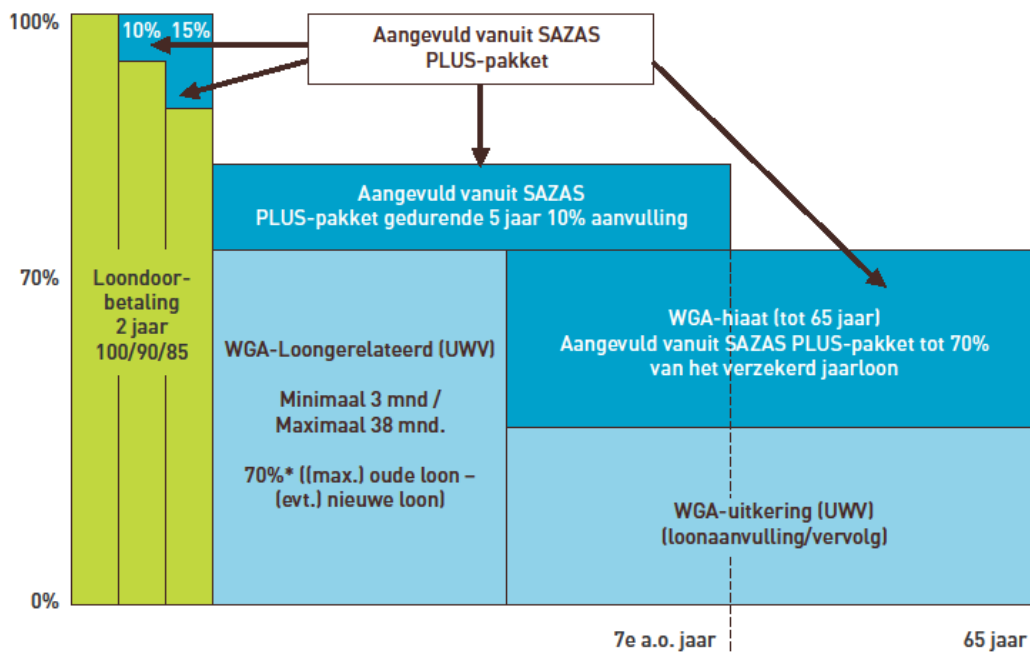 100%
10% 15%
Aangevuld vanuit SAZAS
PLUS-pakket
Aangevuld vanuit SAZAS
PLUS-pakket gedurende 5 jaar 10% aanvulling
70%
Loondoor-
betaling
2 jaar
100/90/85
WGA-Loongerelateerd (UWV)
Minimaal 3 mnd /
Maximaal 38 mnd.
70%* ((max.) oude loon –
(evt.) nieuwe loon)
WGA-hiaat (tot 65 jaar)
Aangevuld vanuit SAZAS PLUS-pakket tot 70%
van het verzekerd jaarloon
WGA-uitkering (UWV)
(loonaanvulling/vervolg)
0%
7e a.o. jaar
65 jaar